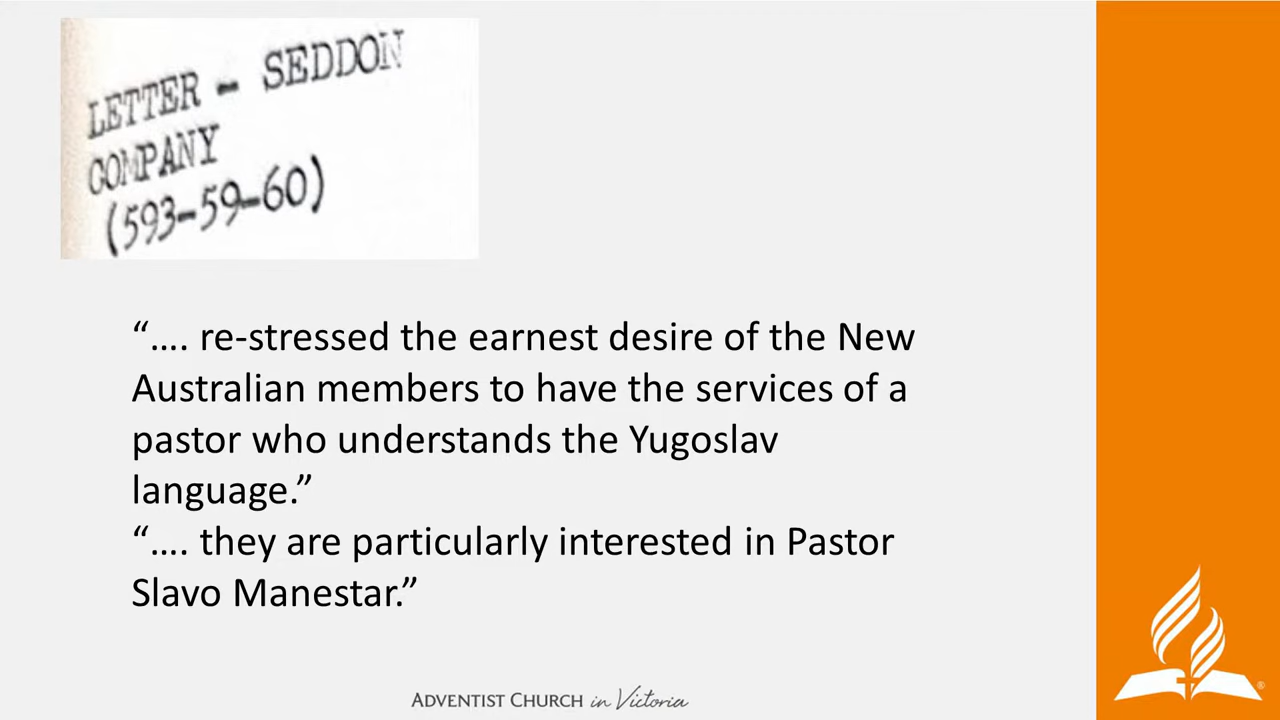 LETTER - SEDDON
COMPANY
(593-59-60)
“…. re-stressed the earnest desire of the New
Australian members to have the services of a
pastor who understands the Yugoslav
language.”
“…. they are particularly interested in Pastor
Slavo Manestar.”
ADVENTIST CHURCH in Victoria
®